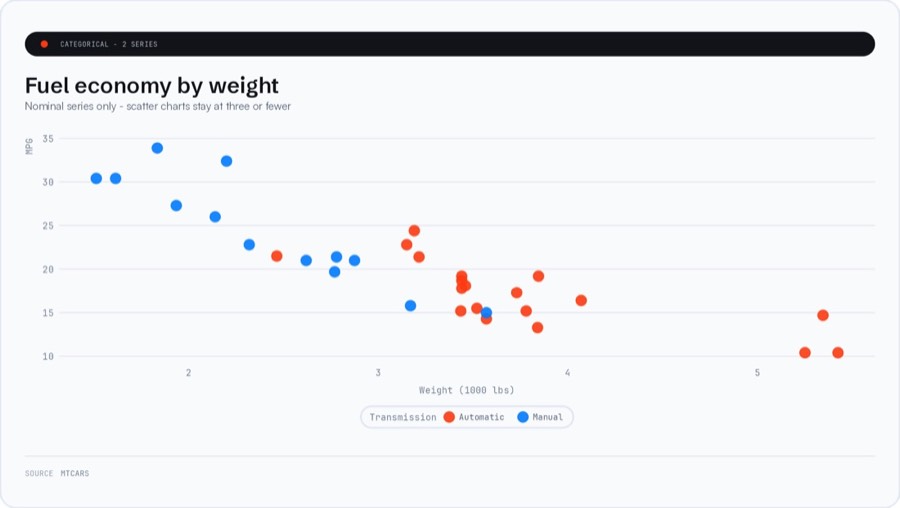 CATEGORICAL - 2 SERIES
Fuel economy by weight
Nominal series only - scatter charts stay at three or fewer
MPG
35
30
25
20
15
10
2 3 4 5
Weight (1000 lbs)
Transmission Automatic Manual
SOURCE MTCARS